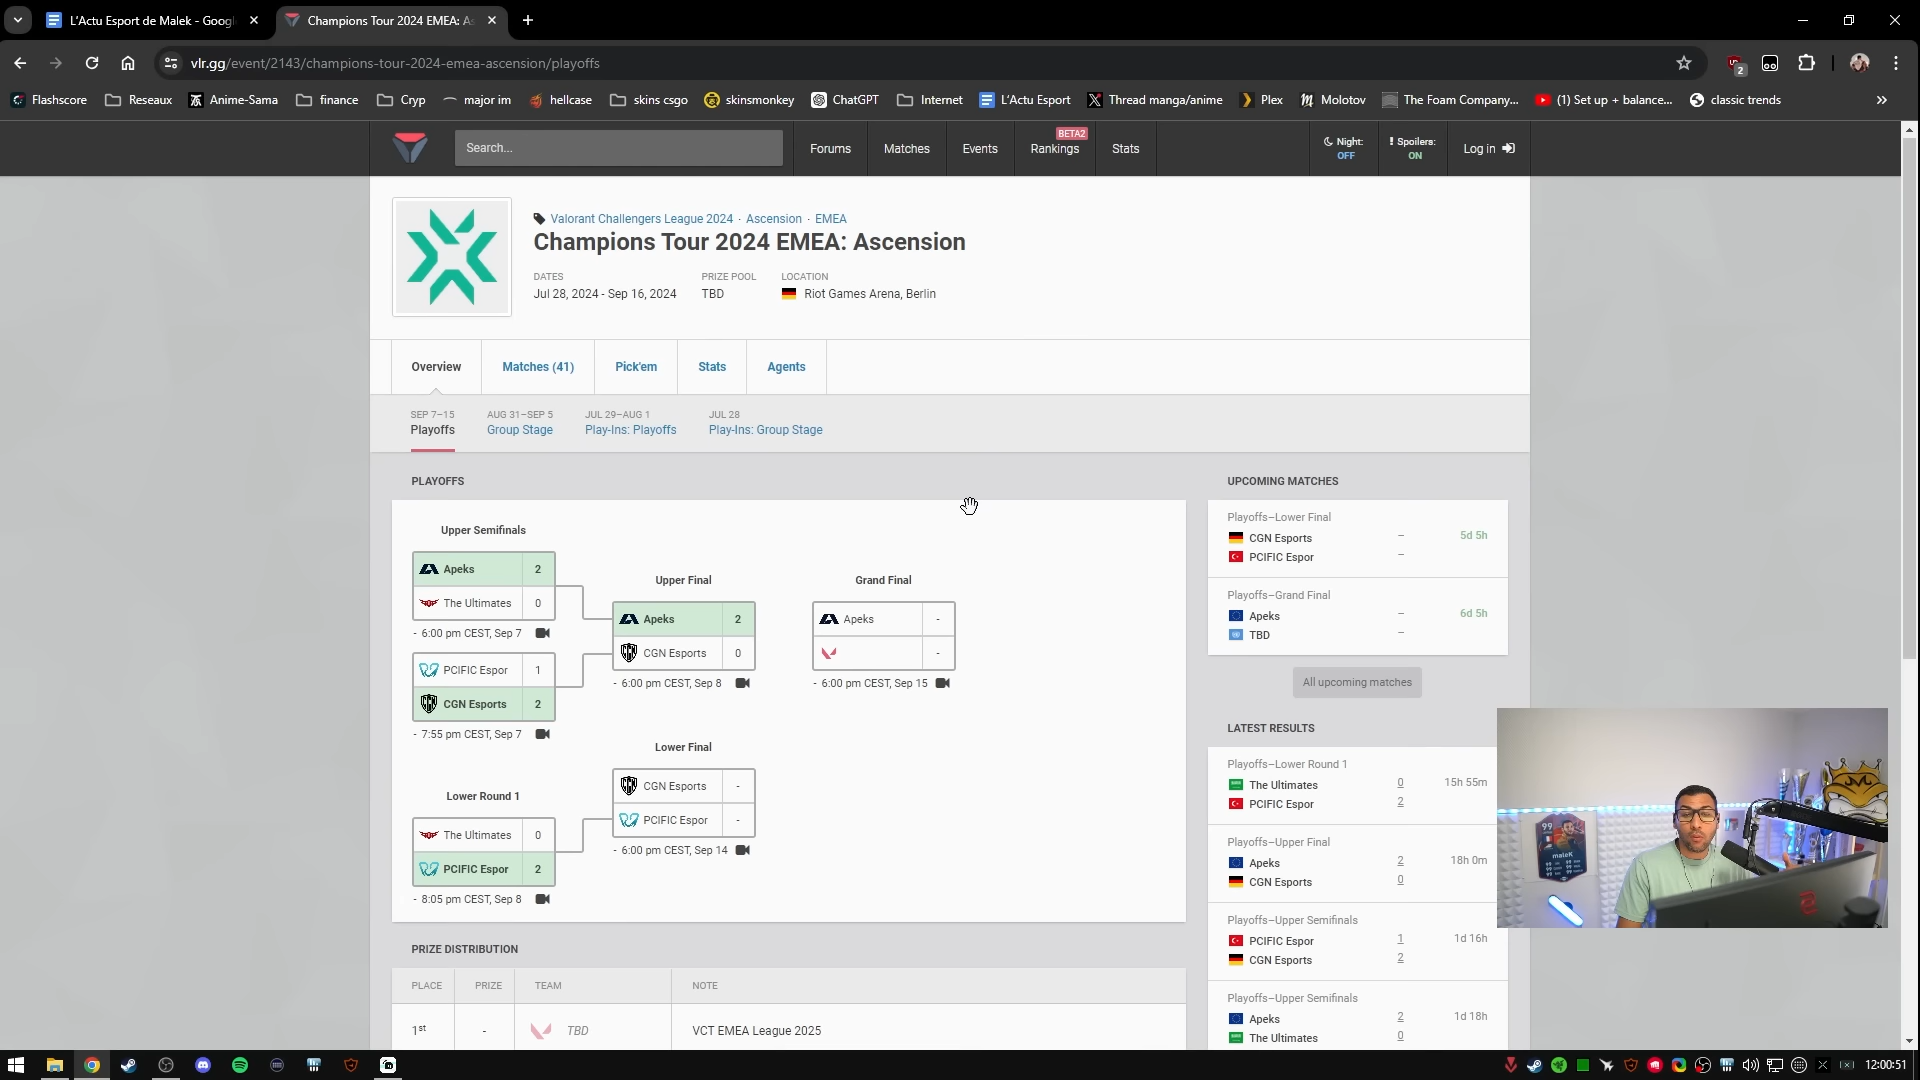 L'Actu Esport de Malek - Googl
Champions Tour 2024 EMEA: As
vlr.gg/event/2143/champions-tour-2024-emea-ascension/playoffs
2
Flashscore
Reseaux
Anime-Sama
finance
Cryp
major im
hellcase
skins csgo
skinsmonkey
ChatGPT
Internet
L'Actu Esport
Thread manga/anime
Plex
Molotov
The Foam Company...
(1) Set up + balance...
classic trends
Search...
Forums
Matches
Events
BETA2
Rankings
Stats
Night:
OFF
Spoilers:
ON
Log in
Valorant Challengers League 2024 · Ascension · EMEA
Champions Tour 2024 EMEA: Ascension
DATES
Jul 28, 2024 - Sep 16, 2024
PRIZE POOL
TBD
LOCATION
Riot Games Arena, Berlin
Overview
Matches (41)
Pick'em
Stats
Agents
SEP 7–15
Playoffs
AUG 31–SEP 5
Group Stage
JUL 29–AUG 1
Play-Ins: Playoffs
JUL 28
Play-Ins: Group Stage
PLAYOFFS
Upper Semifinals
Apeks 2
The Ultimates 0
- 6:00 pm CEST, Sep 7
PCIFIC Espor 1
CGN Esports 2
- 7:55 pm CEST, Sep 7
Upper Final
Apeks 2
CGN Esports 0
- 6:00 pm CEST, Sep 8
Grand Final
Apeks -
-
- 6:00 pm CEST, Sep 15
Lower Round 1
The Ultimates 0
PCIFIC Espor 2
- 8:05 pm CEST, Sep 8
Lower Final
CGN Esports -
PCIFIC Espor -
- 6:00 pm CEST, Sep 14
PRIZE DISTRIBUTION
PLACE PRIZE TEAM NOTE
1st - TBD VCT EMEA League 2025
UPCOMING MATCHES
Playoffs–Lower Final
CGN Esports – 5d 5h
PCIFIC Espor –
Playoffs–Grand Final
Apeks – 6d 5h
TBD –
All upcoming matches
LATEST RESULTS
Playoffs–Lower Round 1
The Ultimates 0 15h 55m
PCIFIC Espor 2
Playoffs–Upper Final
Apeks 2 18h 0m
CGN Esports 0
Playoffs–Upper Semifinals
PCIFIC Espor 1 1d 16h
CGN Esports 2
Playoffs–Upper Semifinals
Apeks 2 1d 18h
The Ultimates 0
99
maleK
12:00:51